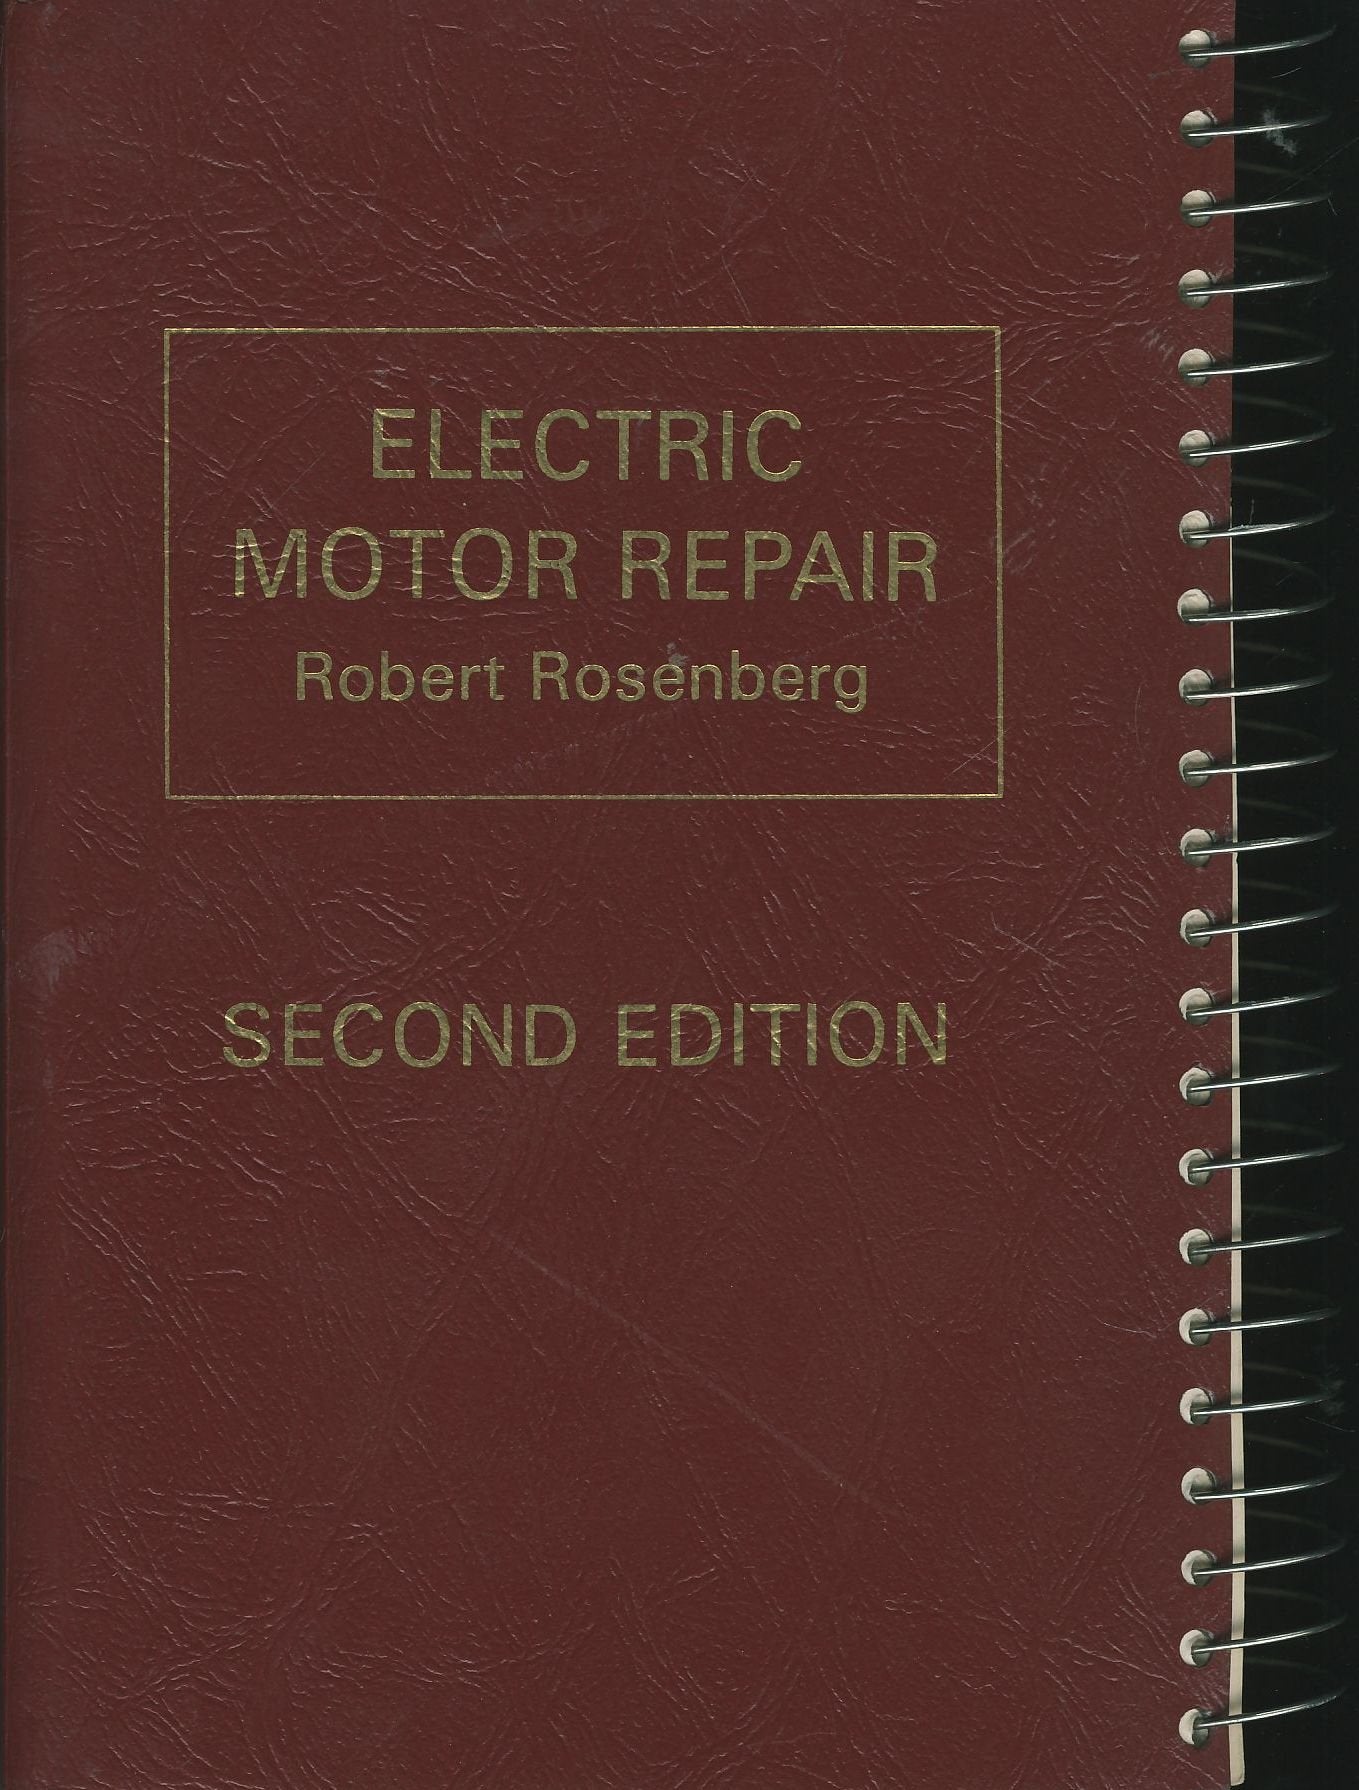 ELECTRIC
MOTOR REPAIR
Robert Rosenberg
SECOND EDITION